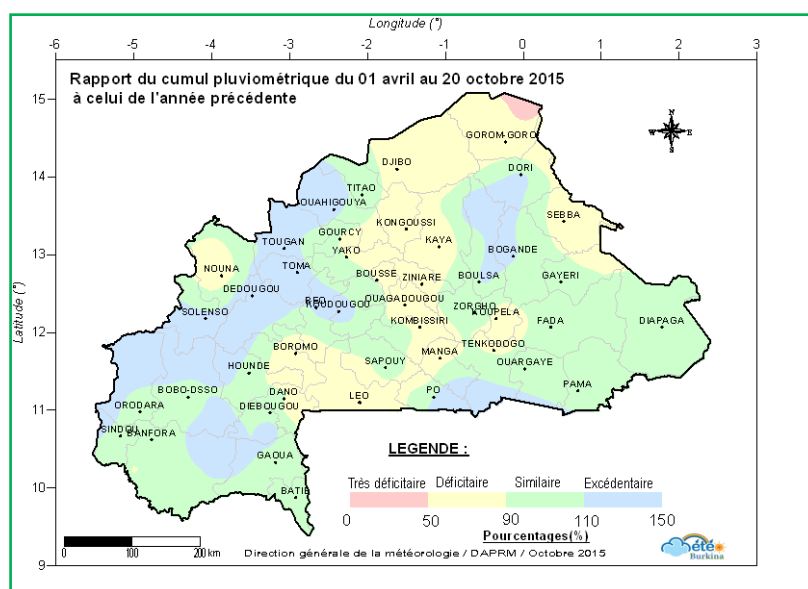 Longitude (°)
-6 -5 -4 -3 -2 -1 0 1 2 3
Rapport du cumul pluviométrique du 01 avril au 20 octobre 2015
à celui de l'année précédente
15
14
13
12
11
10
9
Latitude (°)
N
W E
S
GOROM-GORO
DJIBO
DORI
TITAO
OUAHIGOUYA
SEBBA
KONGOUSSI
GOURCY
TOUGAN
KAYA
YAKO
BOGANDE
NOUNA
TOMA
BOUSSE
ZINIARE
BOULSA
GAYERI
DEDOUGOU
REO
KOUDOUGOU
OUAGADOUGOU
ZORGHO
KOUPELA
SOLENSO
KOMBISSIRI
FADA
DIAPAGA
BOROMO
TENKODOGO
MANGA
SAPOUY
OUARGAYE
HOUNDE
BOBO-DSSO
DANO
LEO
PO
PAMA
ORODARA
DIEBOUGOU
SINDOU
BANFORA
GAOUA
BATIE
LEGENDE :
Très déficitaire Déficitaire Similaire Excédentaire
0 50 90 110 150
Pourcentages(%)
0 100 200 km
Direction générale de la météorologie / DAPRM / Octobre 2015
été
Burkina